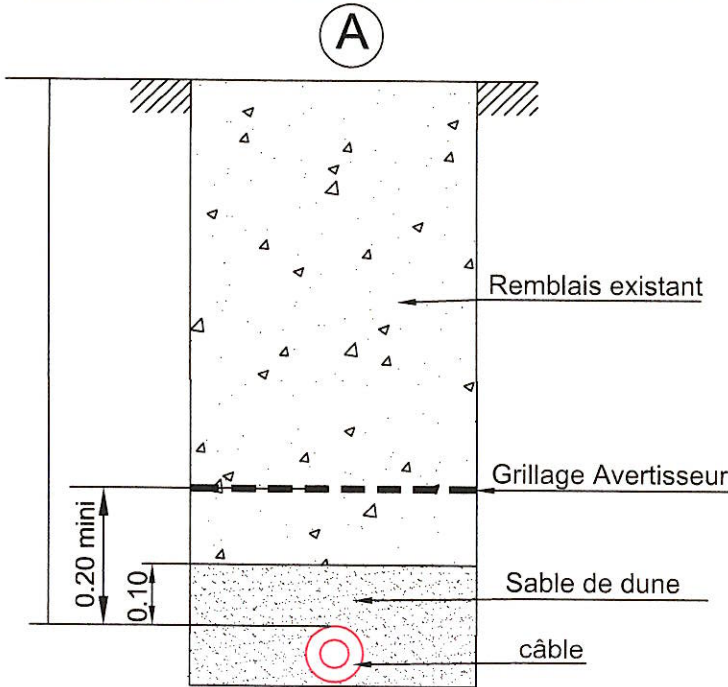 A
Remblais existant
Grillage Avertisseur
0.20 mini
0.10
Sable de dune
câble